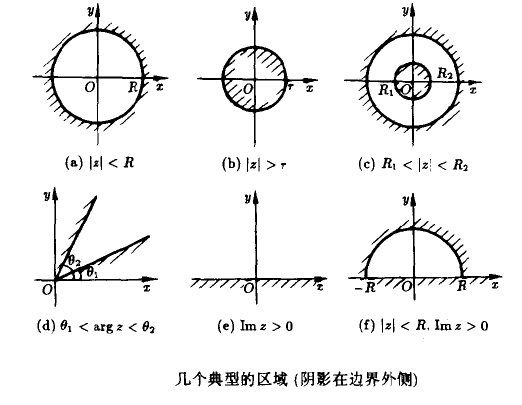 y
y
y
O
R
x
O
r
x
R₁
O
R₂
x
(a) |z| < R
(b) |z| > r
(c) R₁ < |z| < R₂
y
y
y
θ₂
θ₁
O
x
O
x
-R
O
R
x
(d) θ₁ < arg z < θ₂
(e) Im z > 0
(f) |z| < R, Im z > 0
几个典型的区域 (阴影在边界外侧)